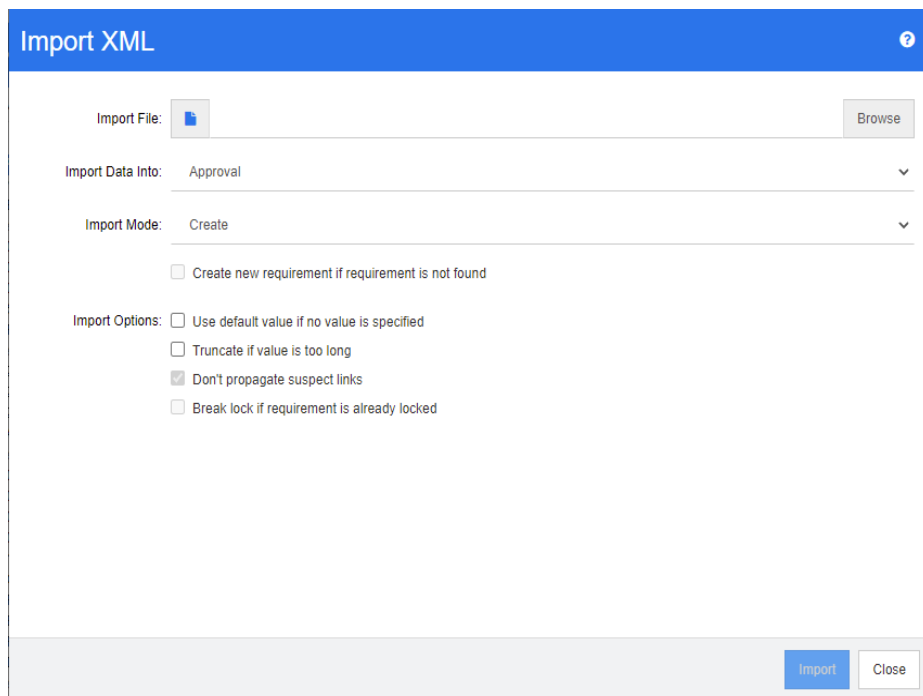 Import XML
Import File: Browse
Import Data Into: Approval
Import Mode: Create
Create new requirement if requirement is not found
Import Options: Use default value if no value is specified
Truncate if value is too long
Don't propagate suspect links
Break lock if requirement is already locked
Import Close